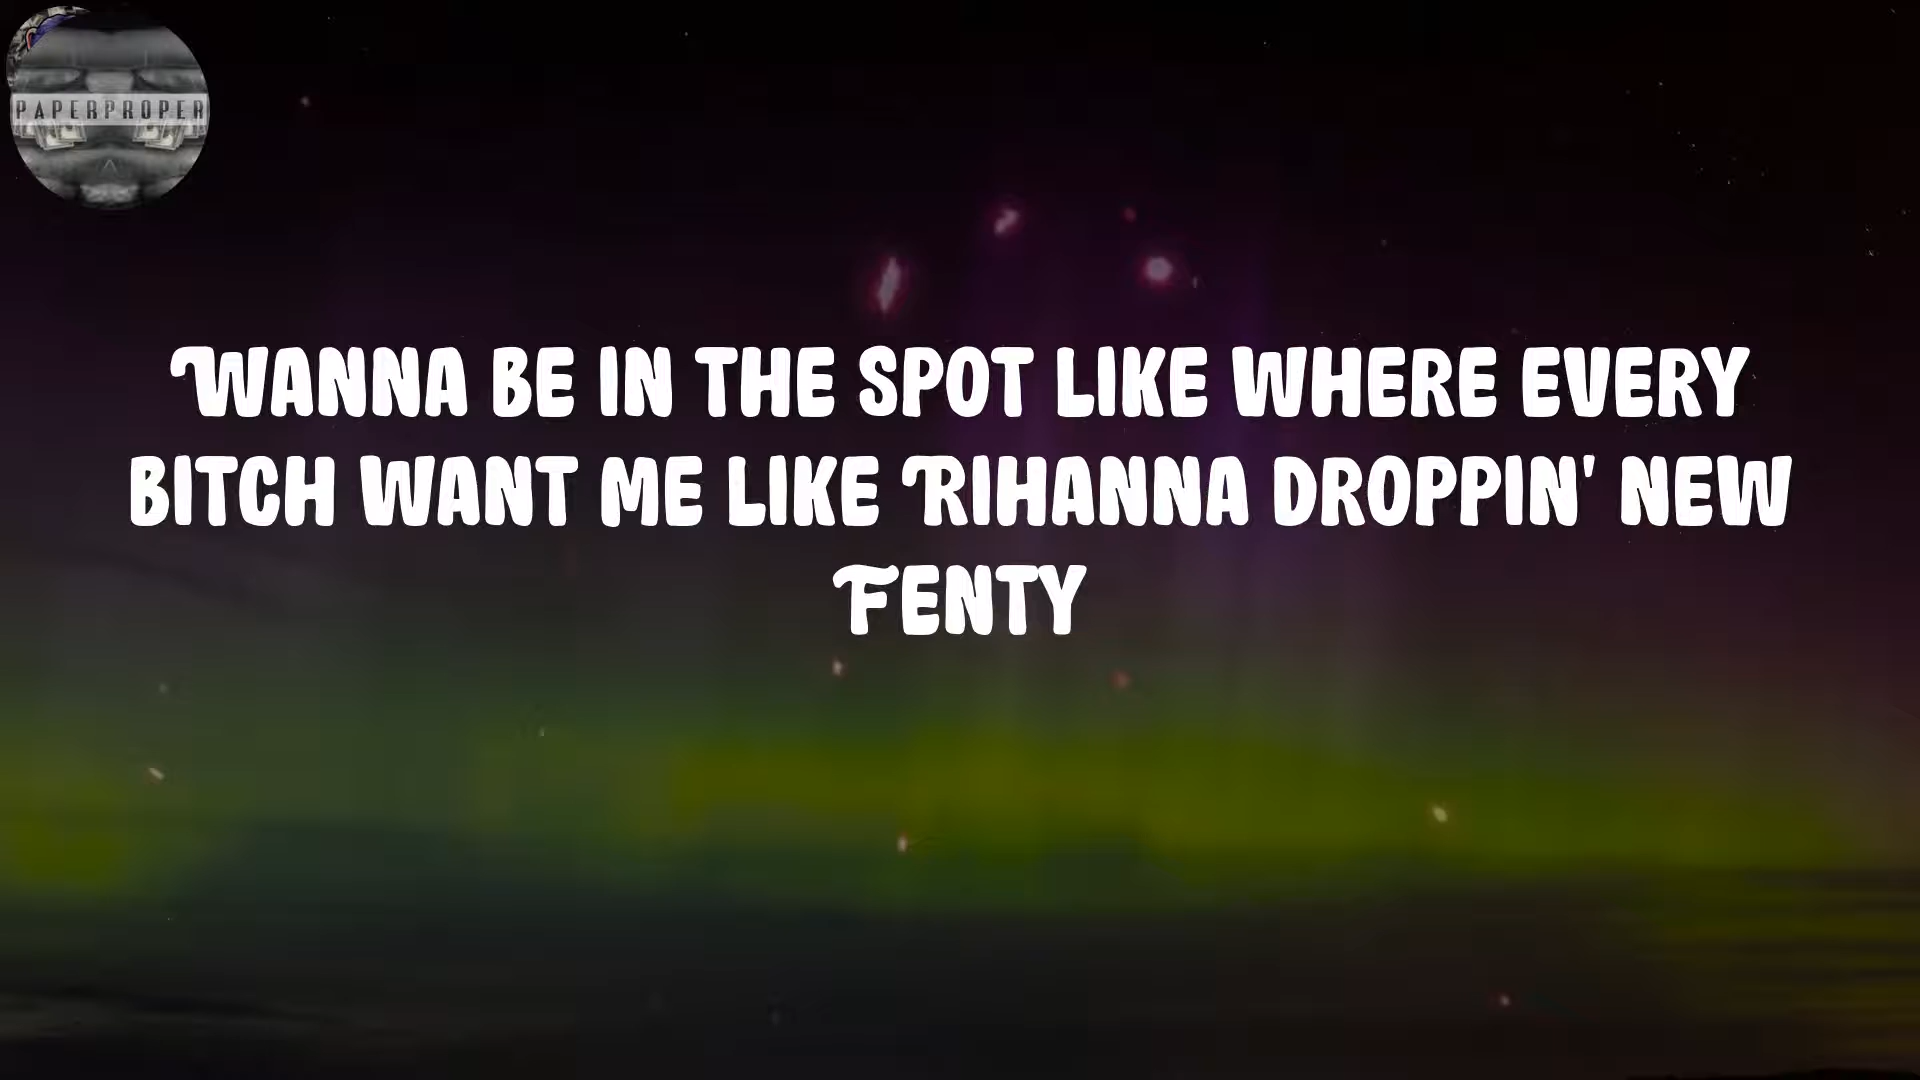 PAPERPROPER
WANNA BE IN THE SPOT LIKE WHERE EVERY
BITCH WANT ME LIKE RIHANNA DROPPIN' NEW
FENTY